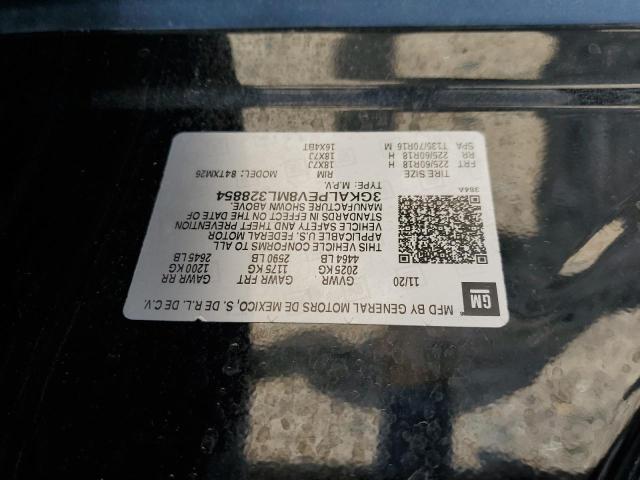 GM
MFD BY GENERAL MOTORS DE MEXICO, S. DE R.L. DE C.V.
11/20 GVWR GAWR FRT GAWR RR
2025 KG 1175 KG 1200 KG
4464 LB 2590 LB 2645 LB
THIS VEHICLE CONFORMS TO ALL
APPLICABLE U.S. FEDERAL MOTOR
VEHICLE SAFETY AND THEFT PREVENTION
STANDARDS IN EFFECT ON THE DATE OF
MANUFACTURE SHOWN ABOVE.
3GKALPEV8ML328854
TYPE: M.P.V. MODEL: 84TXM26
384A
TIRE SIZE RIM
FRT 225/60R18 H 18X7J
RR 225/60R18 H 18X7J
SPA T135/70R16 M 16X4BT